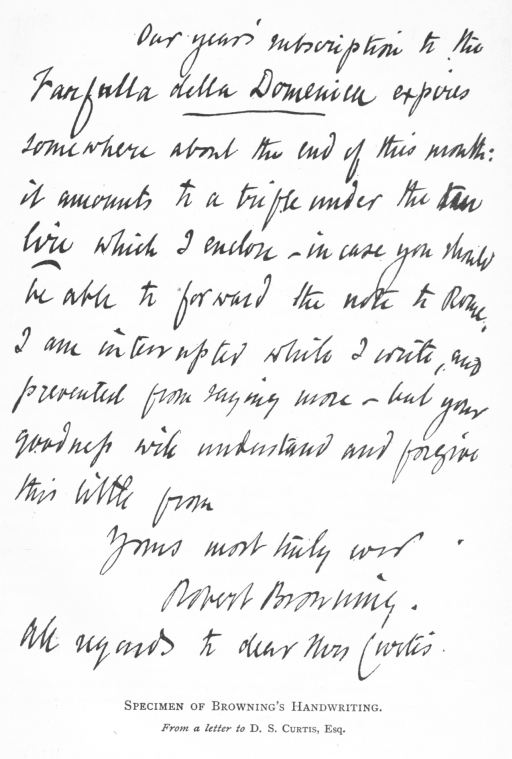 Our year's subscription to the
Fanfulla della Domenica expires
somewhere about the end of this month:
it amounts to a trifle under the ten
lire which I enclose – in case you should
be able to forward the note to Rome.
I am interrupted while I write, and
prevented from saying more – but your
goodness will understand and forgive
this little from
Yours most truly ever
Robert Browning.
All regards to dear Mrs Curtis.
SPECIMEN OF BROWNING'S HANDWRITING.
From a letter to D. S. CURTIS, ESQ.